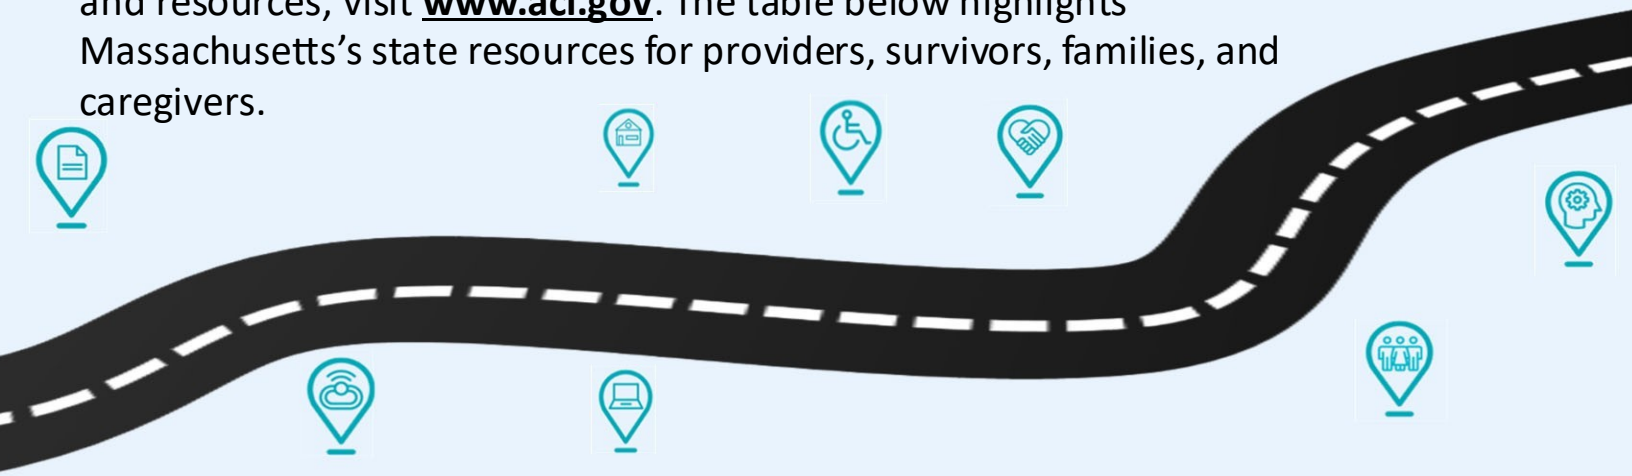 and resources, visit www.acl.gov. The table below highlights
Massachusetts’s state resources for providers, survivors, families, and
caregivers.